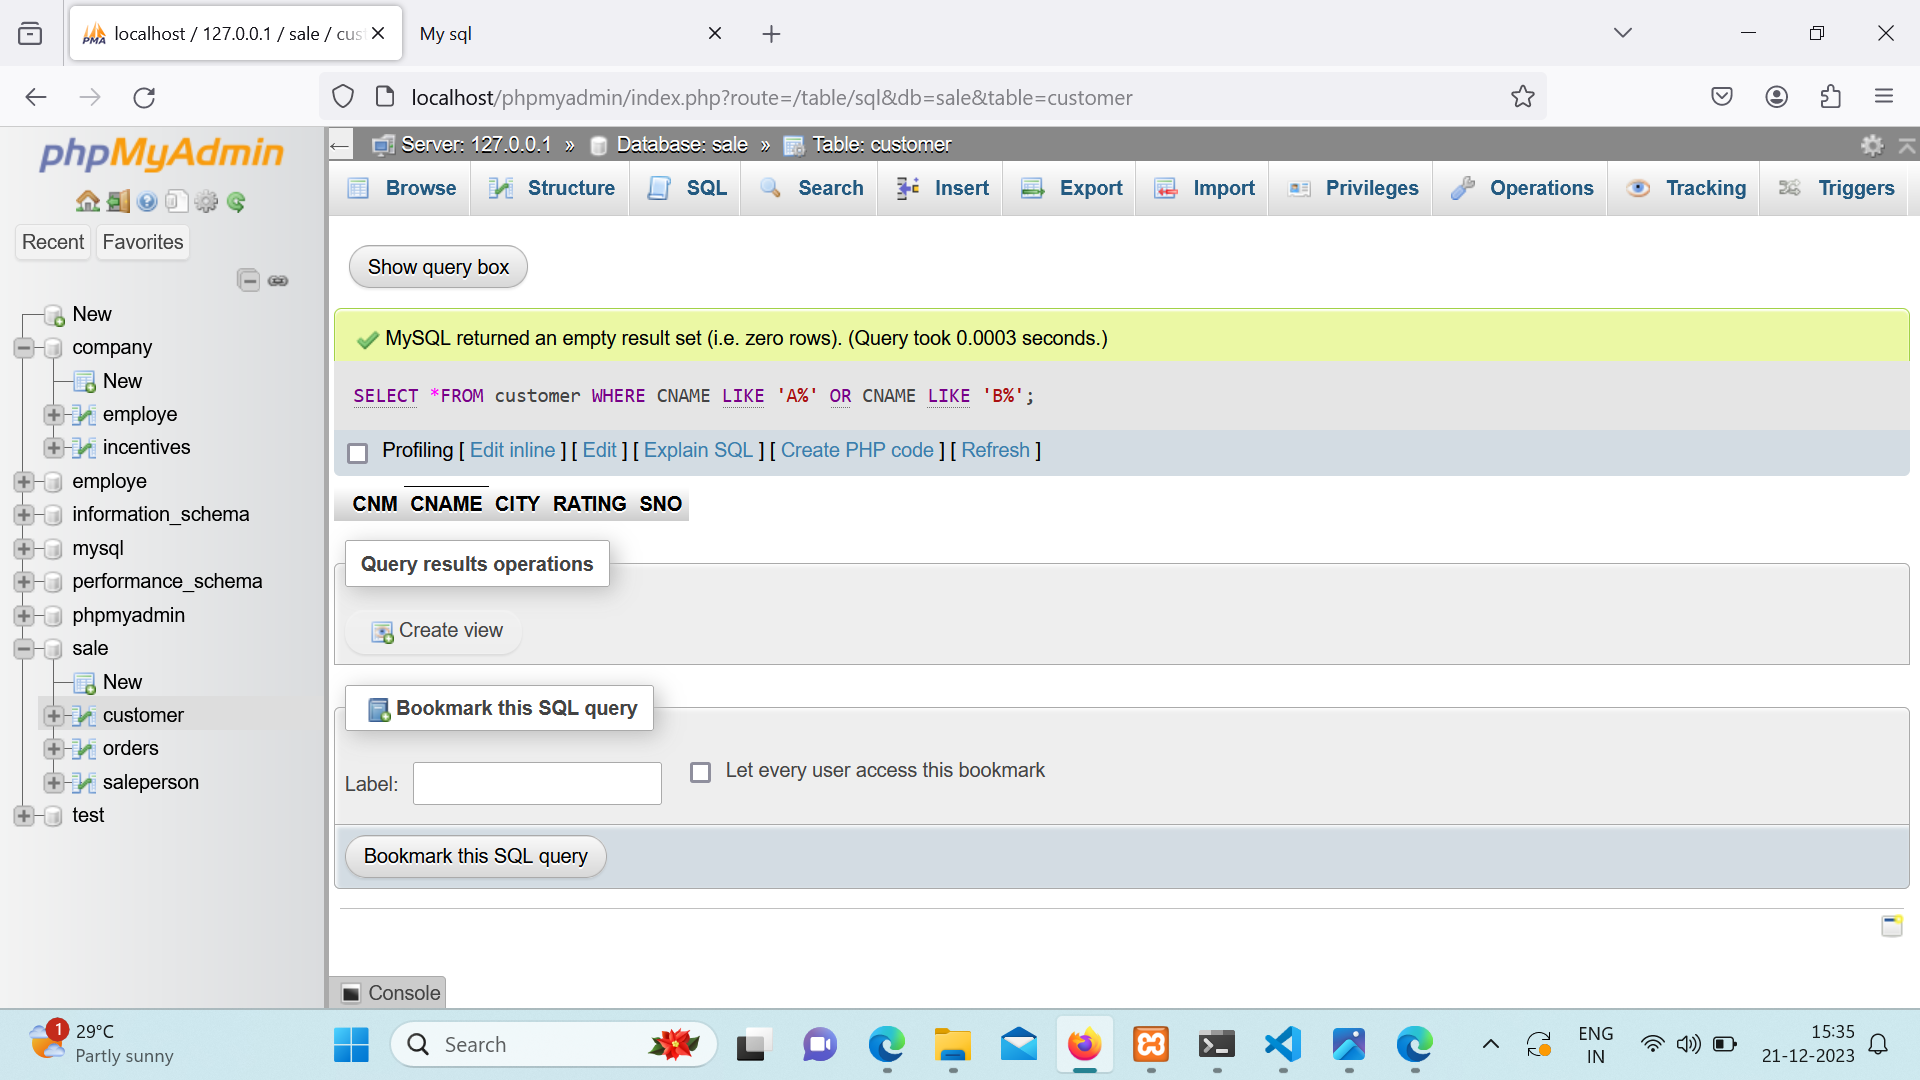 localhost / 127.0.0.1 / sale / cus
My sql
localhost/phpmyadmin/index.php?route=/table/sql&db=sale&table=customer
phpMyAdmin
Recent
Favorites
New
company
New
employe
incentives
employe
information_schema
mysql
performance_schema
phpmyadmin
sale
New
customer
orders
saleperson
test
Server: 127.0.0.1 » Database: sale » Table: customer
Browse Structure SQL Search Insert Export Import Privileges Operations Tracking Triggers
Show query box
MySQL returned an empty result set (i.e. zero rows). (Query took 0.0003 seconds.)
SELECT *FROM customer WHERE CNAME LIKE 'A%' OR CNAME LIKE 'B%';
Profiling [ Edit inline ] [ Edit ] [ Explain SQL ] [ Create PHP code ] [ Refresh ]
CNM CNAME CITY RATING SNO
Query results operations
Create view
Bookmark this SQL query
Label:
Let every user access this bookmark
Bookmark this SQL query
Console
1
29°C
Partly sunny
Search
ENG
IN
15:35
21-12-2023